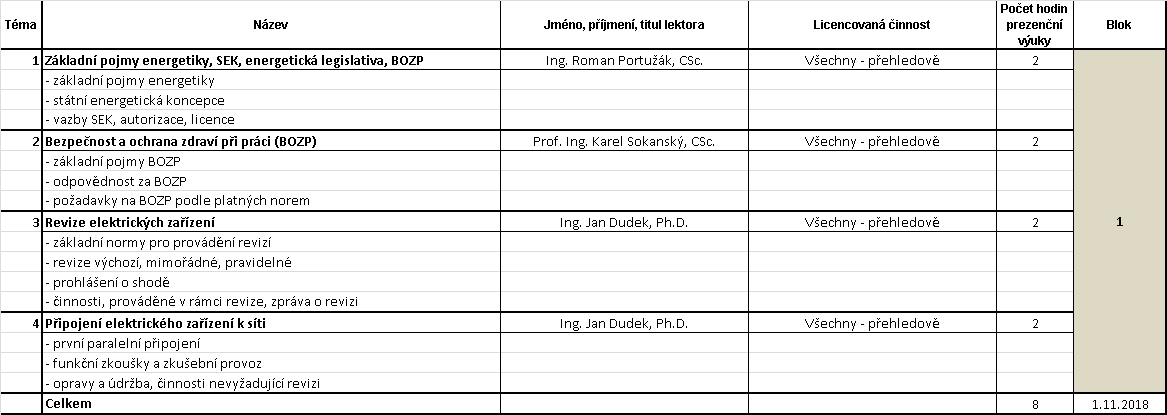 Téma Název Jméno, příjmení, titul lektora Licencovaná činnost Počet hodin prezenční výuky Blok
1 Základní pojmy energetiky, SEK, energetická legislativa, BOZP Ing. Roman Portužák, CSc. Všechny - přehledově 2
- základní pojmy energetiky
- státní energetická koncepce
- vazby SEK, autorizace, licence
2 Bezpečnost a ochrana zdraví při práci (BOZP) Prof. Ing. Karel Sokanský, CSc. Všechny - přehledově 2
- základní pojmy BOZP
- odpovědnost za BOZP
- požadavky na BOZP podle platných norem
3 Revize elektrických zařízení Ing. Jan Dudek, Ph.D. Všechny - přehledově 2 1
- základní normy pro provádění revizí
- revize výchozí, mimořádné, pravidelné
- prohlášení o shodě
- činnosti, prováděné v rámci revize, zpráva o revizi
4 Připojení elektrického zařízení k síti Ing. Jan Dudek, Ph.D. Všechny - přehledově 2
- první paralelní připojení
- funkční zkoušky a zkušební provoz
- opravy a údržba, činnosti nevyžadující revizi
Celkem 8 1.11.2018